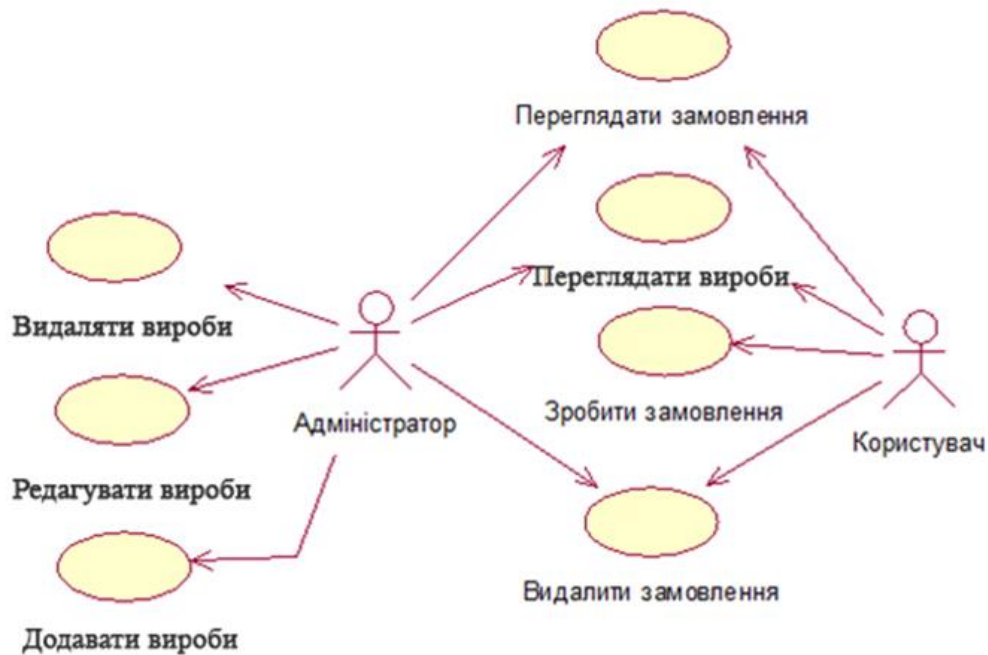 Переглядати замовлення
Переглядати вироби
Видаляти вироби
Зробити замовлення
Адміністратор
Користувач
Редагувати вироби
Видалити замовлення
Додавати вироби